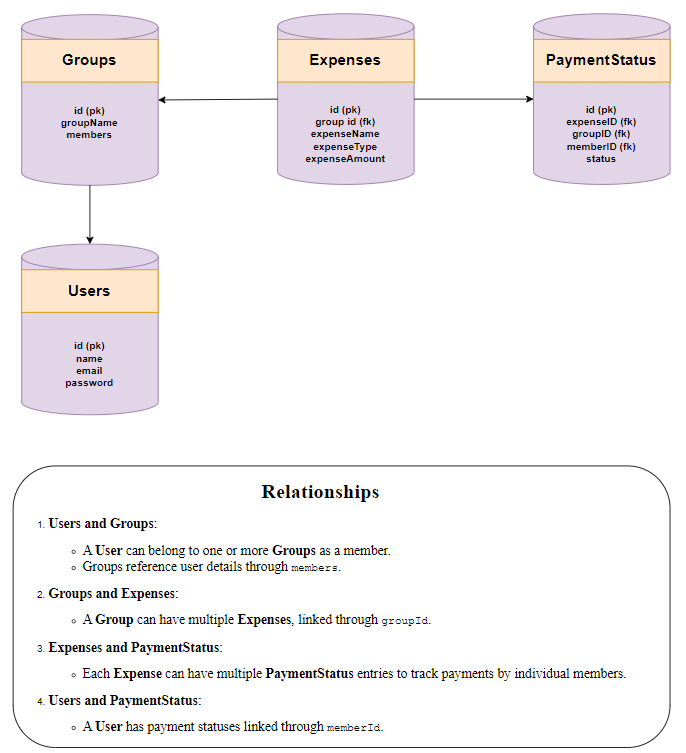 Groups
id (pk)
groupName
members
Expenses
id (pk)
group id (fk)
expenseName
expenseType
expenseAmount
PaymentStatus
id (pk)
expenseID (fk)
groupID (fk)
memberID (fk)
status
Users
id (pk)
name
email
password
Relationships
1. Users and Groups:
◦ A User can belong to one or more Groups as a member.
◦ Groups reference user details through members.
2. Groups and Expenses:
◦ A Group can have multiple Expenses, linked through groupId.
3. Expenses and PaymentStatus:
◦ Each Expense can have multiple PaymentStatus entries to track payments by individual members.
4. Users and PaymentStatus:
◦ A User has payment statuses linked through memberId.